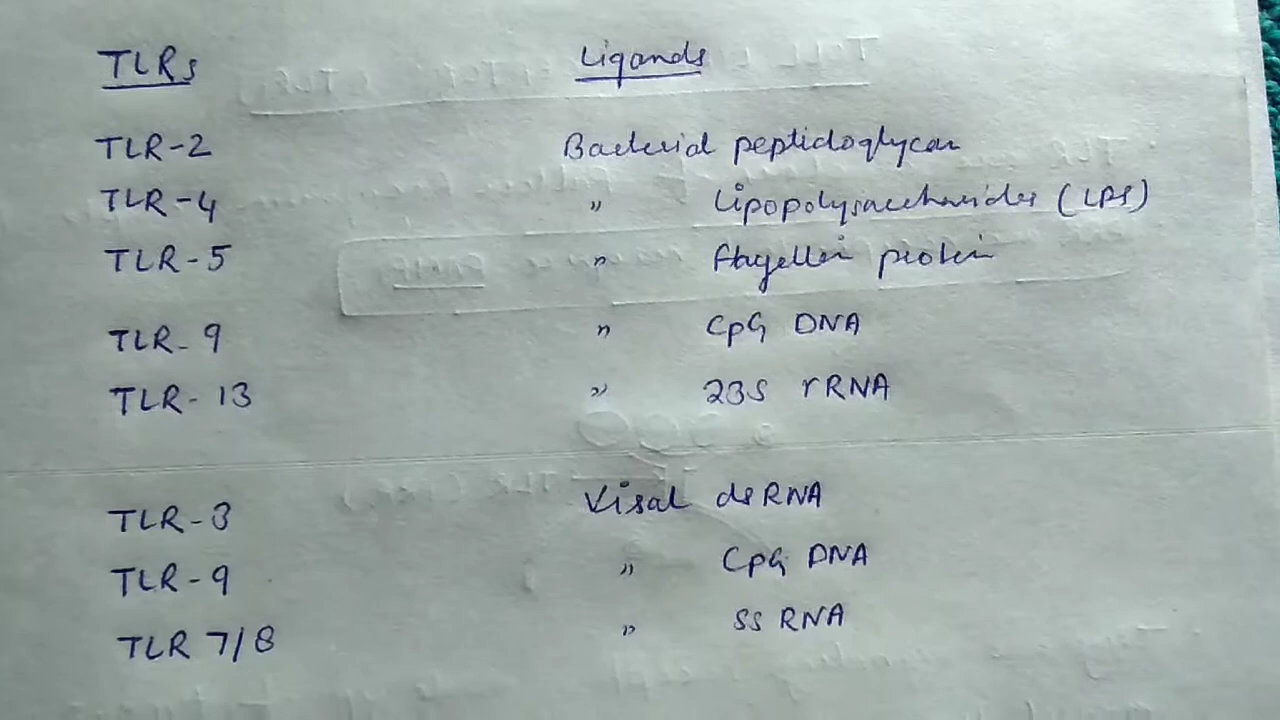 TLRs Ligands
TLR-2 Bacterial peptidoglycan
TLR-4 " Lipopolysaccharides (LPS)
TLR-5 " flagellin protein
TLR-9 " CpG DNA
TLR-13 " 23S rRNA
TLR-3 Viral dsRNA
TLR-9 " CpG DNA
TLR 7/8 " SS RNA